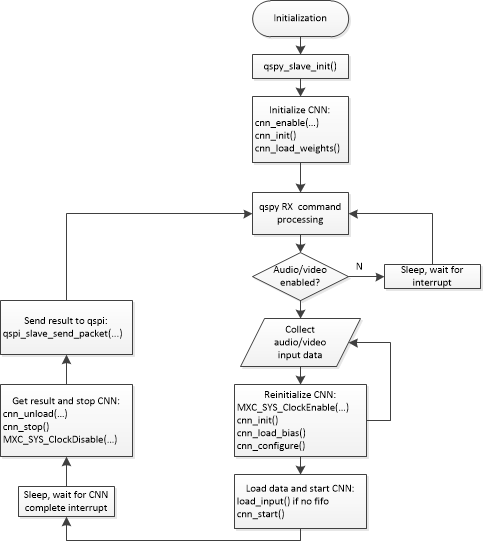 Initialization
qspy_slave_init()
Initialize CNN:
cnn_enable(...)
cnn_init()
cnn_load_weights()
qspy RX command
processing
Audio/video
enabled?
N
Sleep, wait for
interrupt
Collect
audio/video
input data
Reinitialize CNN:
MXC_SYS_ClockEnable(...)
cnn_init()
cnn_load_bias()
cnn_configure()
Load data and start CNN:
load_input() if no fifo
cnn_start()
Sleep, wait for CNN
complete interrupt
Get result and stop CNN:
cnn_unload(...)
cnn_stop()
MXC_SYS_ClockDisable(...)
Send result to qspi:
qspi_slave_send_packet(...)